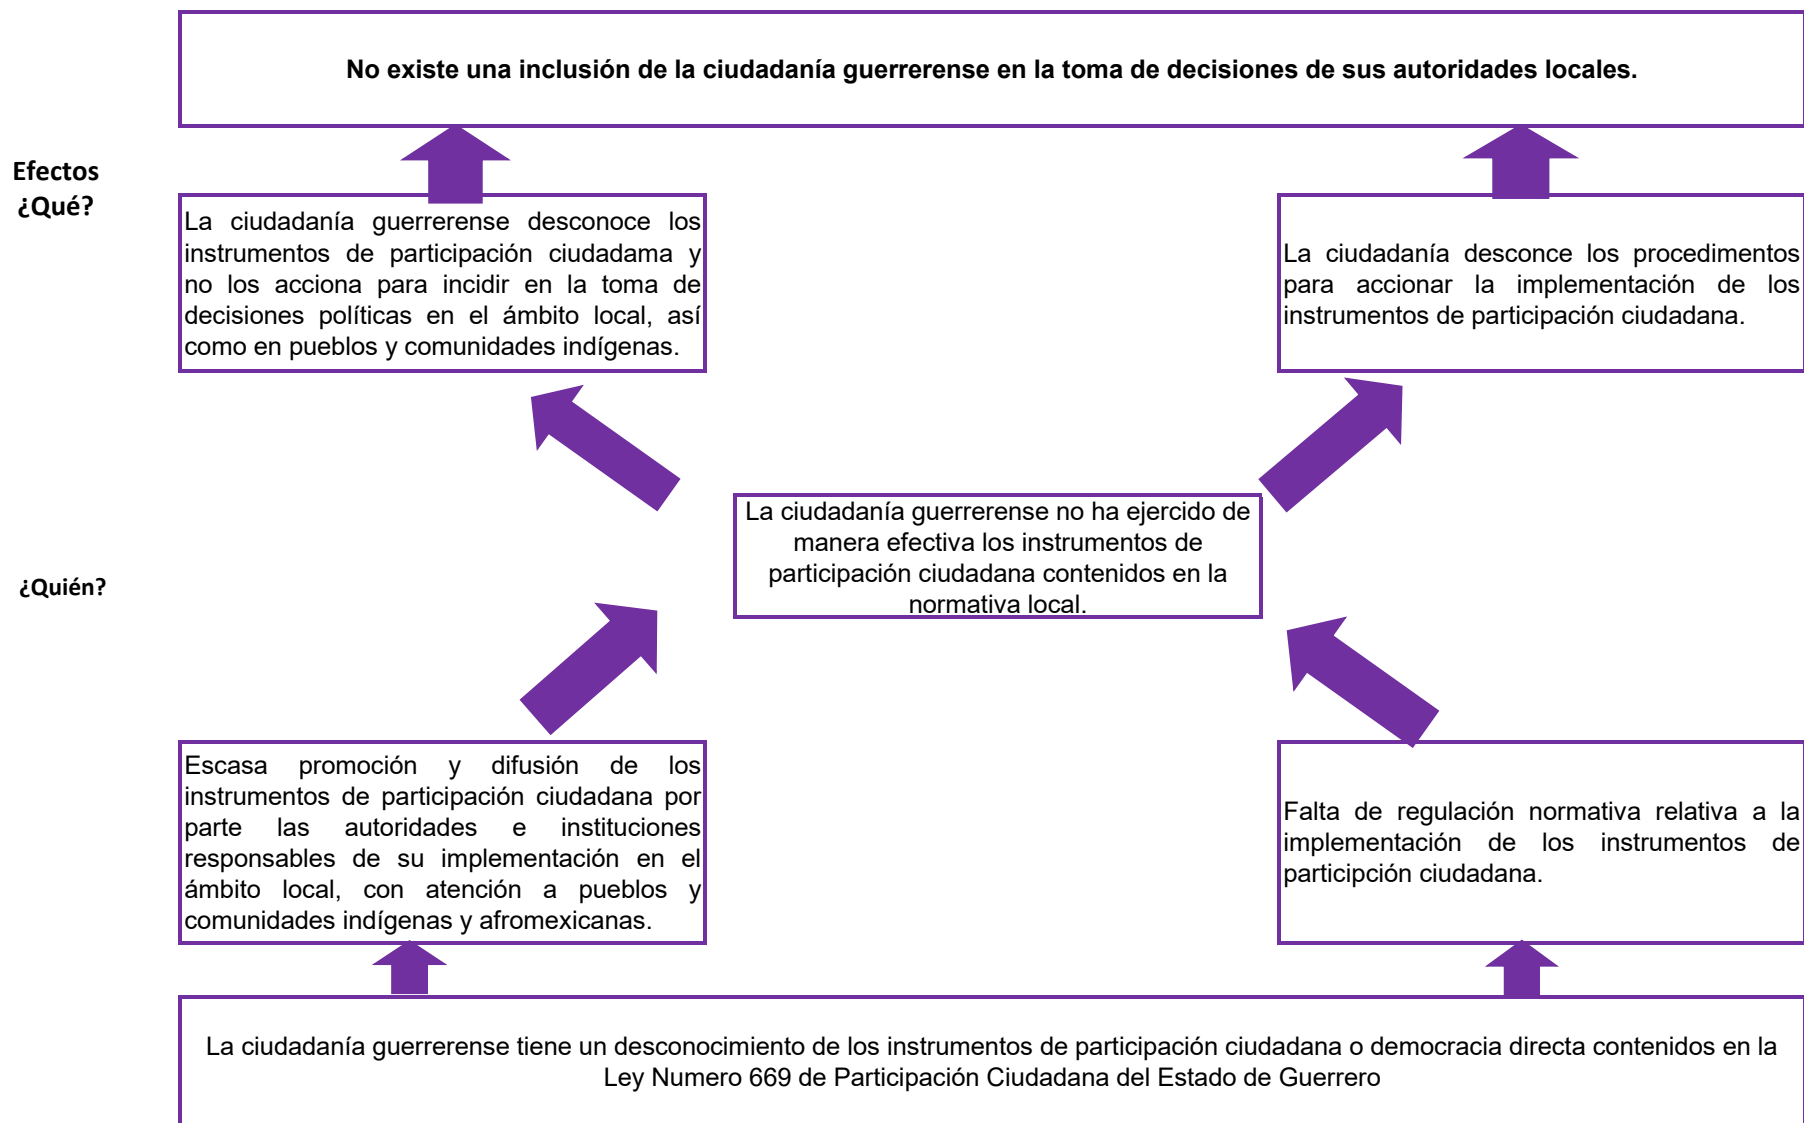 No existe una inclusión de la ciudadanía guerrerense en la toma de decisiones de sus autoridades locales.
Efectos
¿Qué?
La ciudadanía guerrerense desconoce los
instrumentos de participación ciudadama y
no los acciona para incidir en la toma de
decisiones políticas en el ámbito local, así
como en pueblos y comunidades indígenas.
La ciudadanía desconce los procedimentos
para accionar la implementación de los
instrumentos de participación ciudadana.
La ciudadanía guerrerense no ha ejercido de
manera efectiva los instrumentos de
participación ciudadana contenidos en la
normativa local.
¿Quién?
Escasa promoción y difusión de los
instrumentos de participación ciudadana por
parte las autoridades e instituciones
responsables de su implementación en el
ámbito local, con atención a pueblos y
comunidades indígenas y afromexicanas.
Falta de regulación normativa relativa a la
implementación de los instrumentos de
participción ciudadana.
La ciudadanía guerrerense tiene un desconocimiento de los instrumentos de participación ciudadana o democracia directa contenidos en la
Ley Numero 669 de Participación Ciudadana del Estado de Guerrero